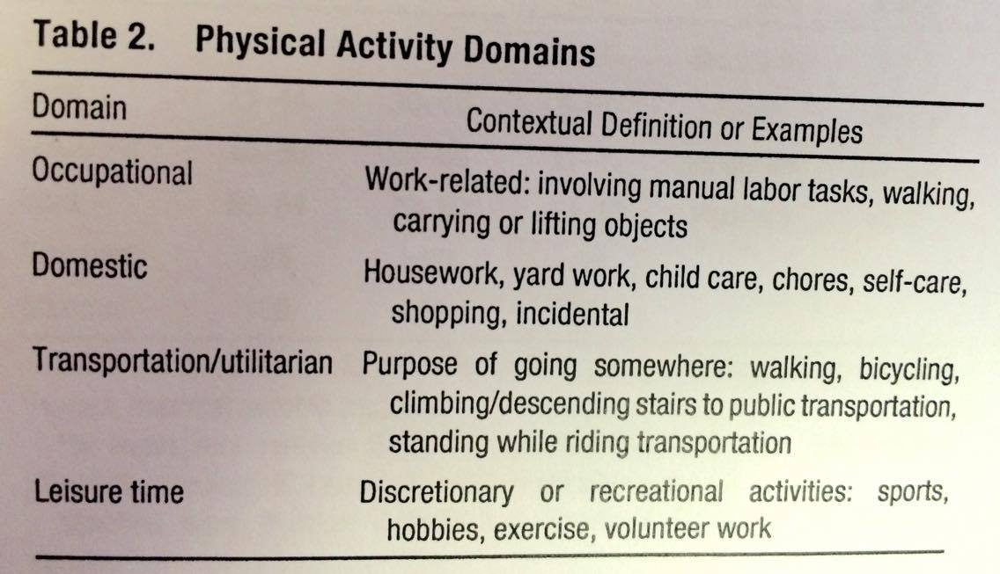 Table 2. Physical Activity Domains
Domain Contextual Definition or Examples
Occupational Work-related: involving manual labor tasks, walking,
carrying or lifting objects
Domestic Housework, yard work, child care, chores, self-care,
shopping, incidental
Transportation/utilitarian Purpose of going somewhere: walking, bicycling,
climbing/descending stairs to public transportation,
standing while riding transportation
Leisure time Discretionary or recreational activities: sports,
hobbies, exercise, volunteer work